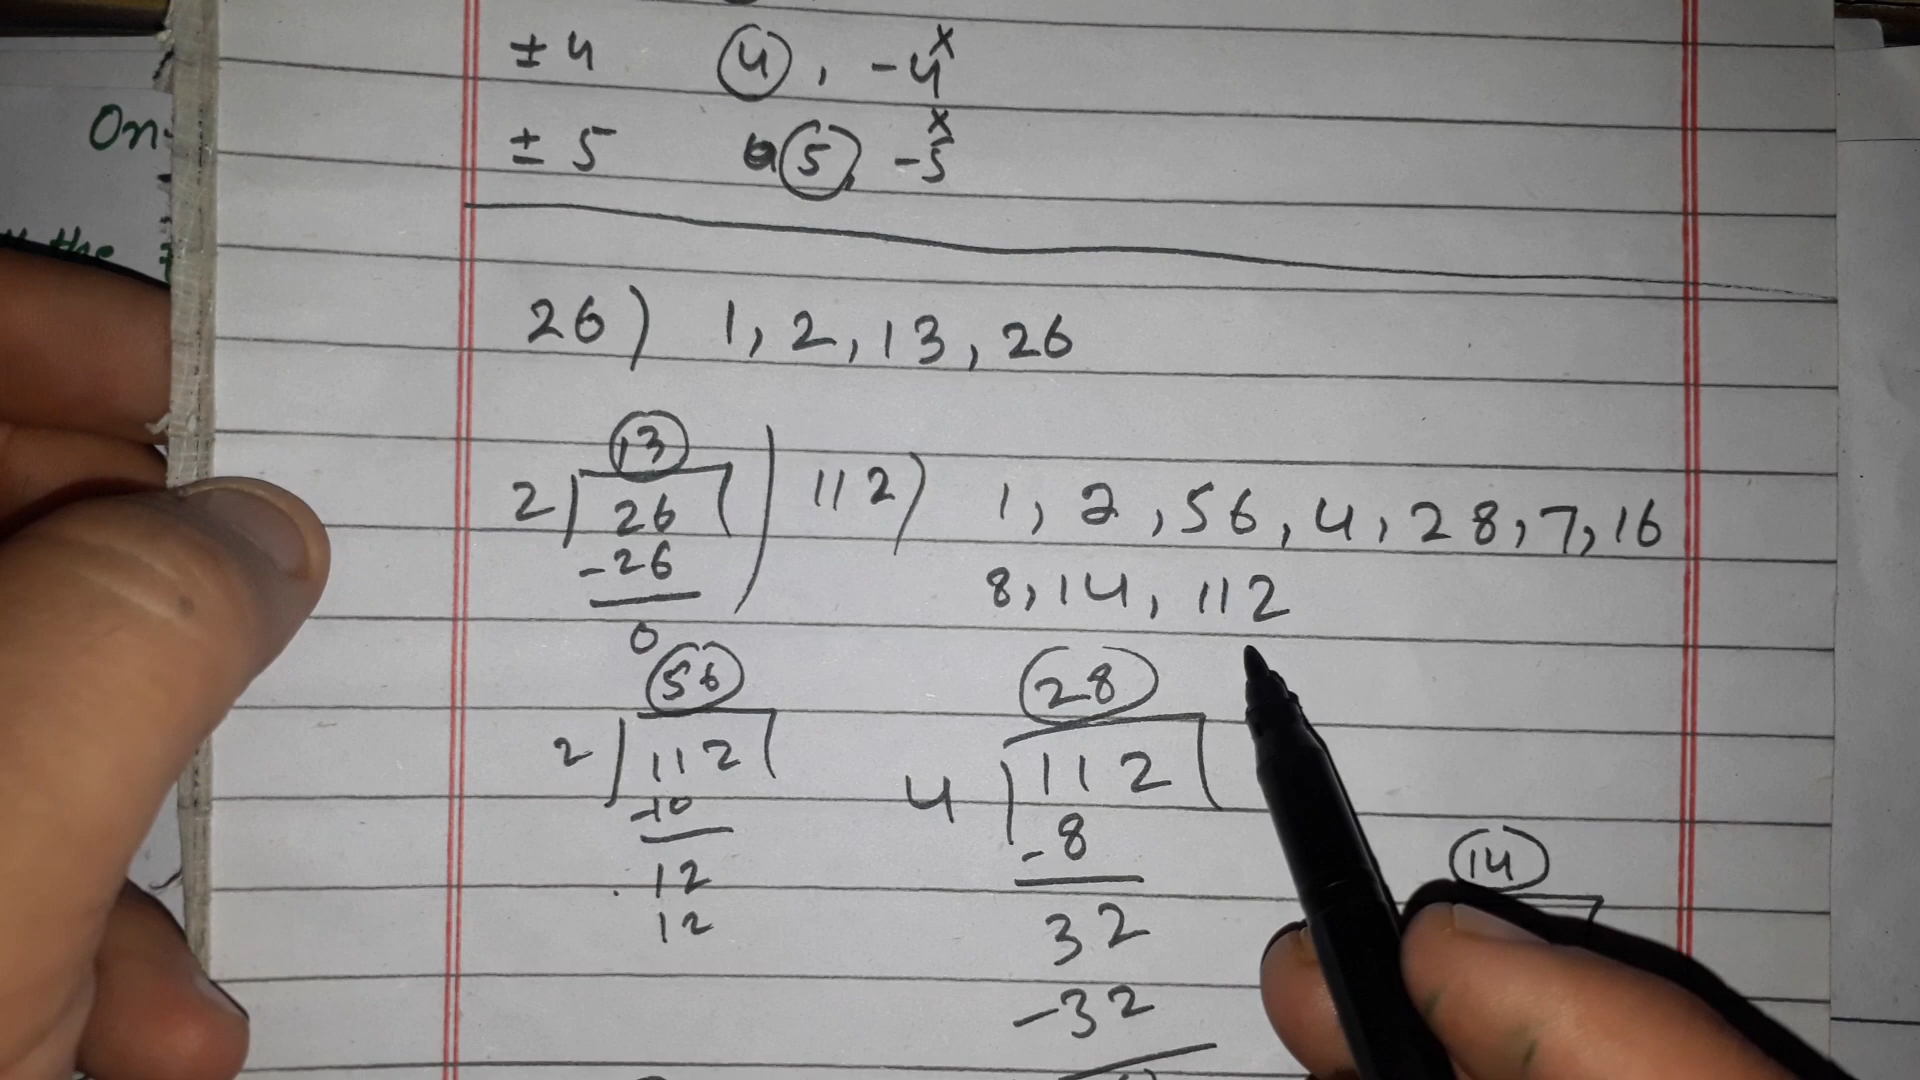 ± 4 4 , -4 x
± 5 5, -5 x
On
the
26) 1, 2, 13, 26
13
2 26
-26
0
112) 1, 2, 56, 4, 28, 7, 16
8, 14, 112
56
2 112
-10
12
12
28
4 112
-8
32
-32
14